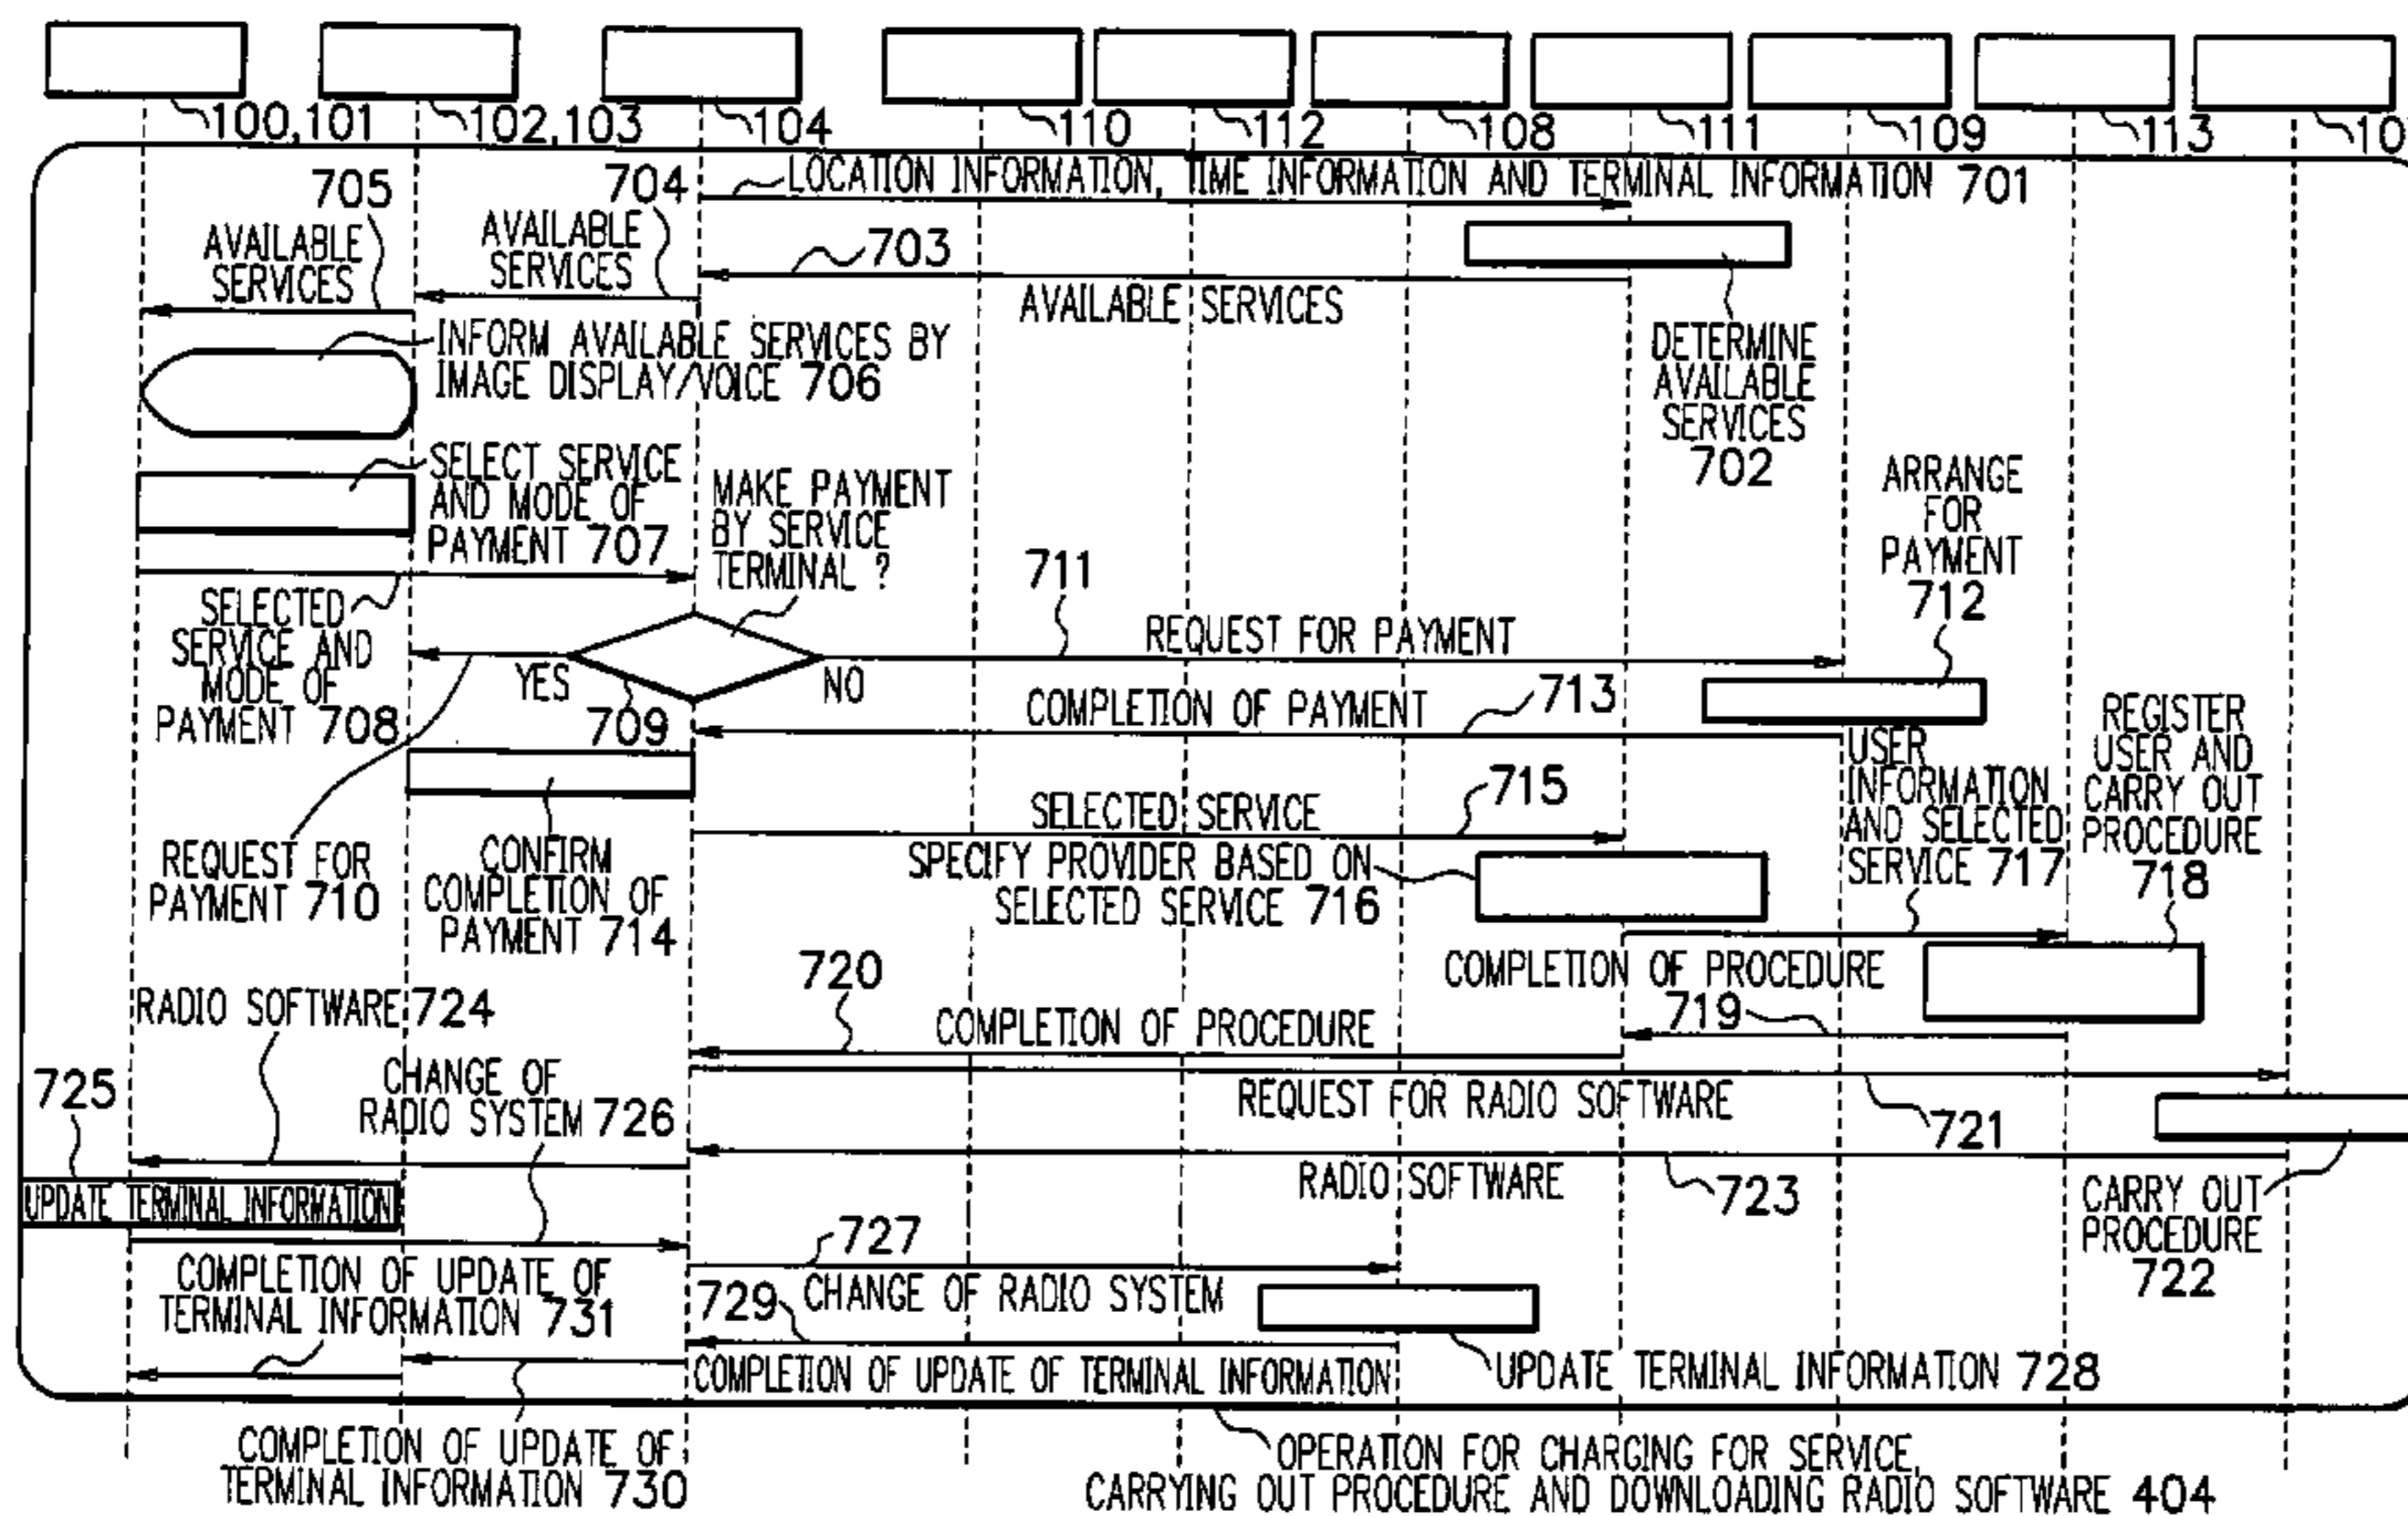 100,101
102,103
104
110
112
108
111
109
113
LOCATION INFORMATION, TIME INFORMATION AND TERMINAL INFORMATION 701
705
704
703
AVAILABLE
SERVICES
AVAILABLE
SERVICES
AVAILABLE SERVICES
INFORM AVAILABLE SERVICES BY
IMAGE DISPLAY/VOICE 706
DETERMINE
AVAILABLE
SERVICES
702
SELECT SERVICE
AND MODE OF
PAYMENT 707
MAKE PAYMENT
BY SERVICE
TERMINAL ?
ARRANGE
FOR
PAYMENT
712
SELECTED
SERVICE AND
MODE OF
PAYMENT 708
711
REQUEST FOR PAYMENT
YES
NO
709
713
COMPLETION OF PAYMENT
REGISTER
USER AND
CARRY OUT
PROCEDURE
718
USER
INFORMATION
AND SELECTED
SERVICE 717
715
SELECTED SERVICE
REQUEST FOR
PAYMENT 710
CONFIRM
COMPLETION OF
PAYMENT 714
SPECIFY PROVIDER BASED ON
SELECTED SERVICE 716
720
COMPLETION OF PROCEDURE
719
COMPLETION OF PROCEDURE
RADIO SOFTWARE 724
CHANGE OF
RADIO SYSTEM 726
725
REQUEST FOR RADIO SOFTWARE
721
RADIO SOFTWARE
723
CARRY OUT
PROCEDURE
722
UPDATE TERMINAL INFORMATION
727
CHANGE OF RADIO SYSTEM
COMPLETION OF UPDATE OF
TERMINAL INFORMATION 731
729
COMPLETION OF UPDATE OF TERMINAL INFORMATION
UPDATE TERMINAL INFORMATION 728
COMPLETION OF UPDATE OF
TERMINAL INFORMATION 730
OPERATION FOR CHARGING FOR SERVICE,
CARRYING OUT PROCEDURE AND DOWNLOADING RADIO SOFTWARE 404